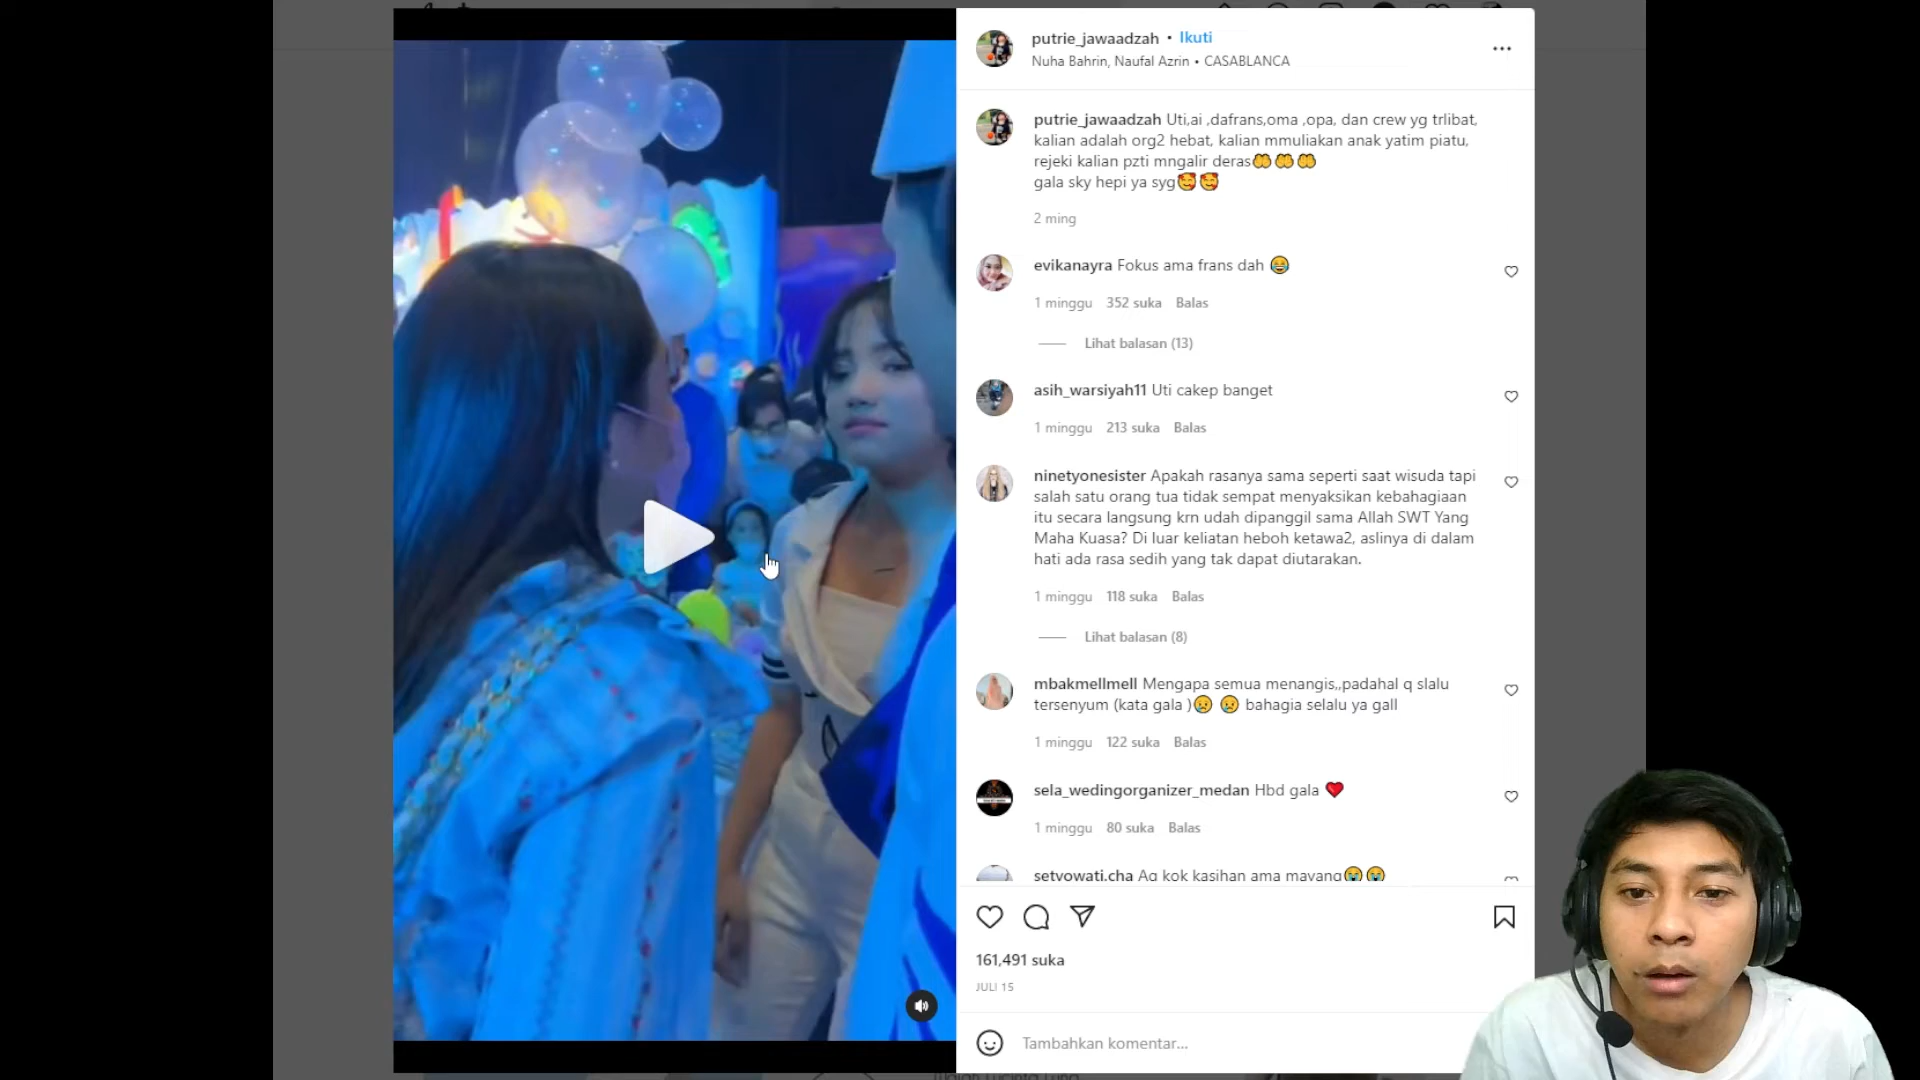 putrie_jawaadzah • Ikuti
Nuha Bahrin, Naufal Azrin • CASABLANCA
putrie_jawaadzah Uti,ai ,dafrans,oma ,opa, dan crew yg trlibat,
kalian adalah org2 hebat, kalian mmuliakan anak yatim piatu,
rejeki kalian pzti mngalir deras🤲🤲🤲
gala sky hepi ya syg🥰🥰
2 ming
evikanayra Fokus ama frans dah 😂
1 minggu 352 suka Balas
Lihat balasan (13)
asih_warsiyah11 Uti cakep banget
1 minggu 213 suka Balas
ninetyonesister Apakah rasanya sama seperti saat wisuda tapi
salah satu orang tua tidak sempat menyaksikan kebahagiaan
itu secara langsung krn udah dipanggil sama Allah SWT Yang
Maha Kuasa? Di luar keliatan heboh ketawa2, aslinya di dalam
hati ada rasa sedih yang tak dapat diutarakan.
1 minggu 118 suka Balas
Lihat balasan (8)
mbakmellmell Mengapa semua menangis,,padahal q slalu
tersenyum (kata gala )😢 😢 bahagia selalu ya gall
1 minggu 122 suka Balas
sela_wedingorganizer_medan Hbd gala ❤️
1 minggu 80 suka Balas
setyowati.cha Aq kok kasihan ama mayang😭😭
161,491 suka
JULI 15
Tambahkan komentar...